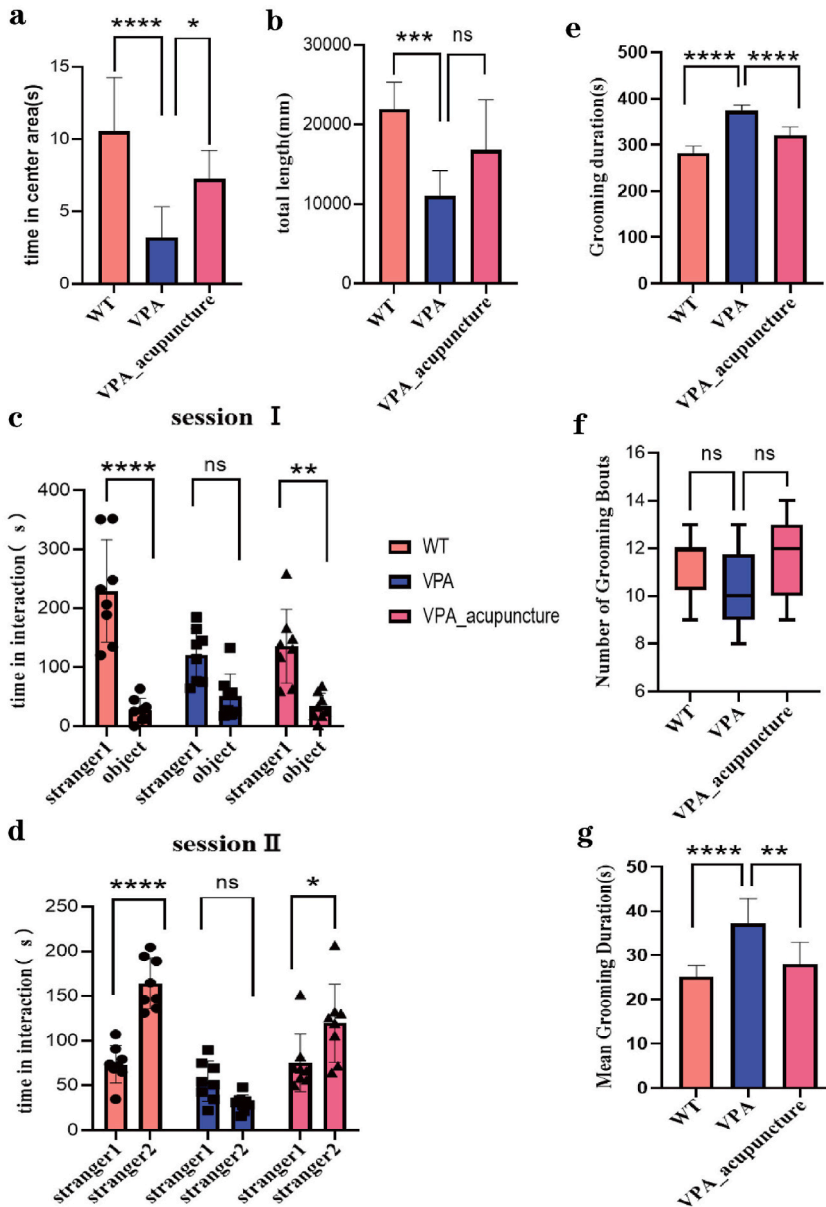 a
**** *
time in center area(s)
15
10
5
0
WT
VPA
VPA_acupuncture
b
*** ns
total length(mm)
30000
20000
10000
0
WT
VPA
VPA_acupuncture
e
**** ****
Grooming duration(s)
500
400
300
200
100
0
WT
VPA
VPA_acupuncture
c
session Ⅰ
**** ns **
time in interaction( s)
400
300
200
100
0
stranger1
object
stranger1
object
stranger1
object
WT
VPA
VPA_acupuncture
f
ns ns
Number of Grooming Bouts
16
14
12
10
8
6
WT
VPA
VPA_acupuncture
d
session Ⅱ
**** ns *
time in interaction( s)
250
200
150
100
50
0
stranger1
stranger2
stranger1
stranger2
stranger1
stranger2
g
**** **
Mean Grooming Duration(s)
50
40
30
20
10
0
WT
VPA
VPA_acupuncture